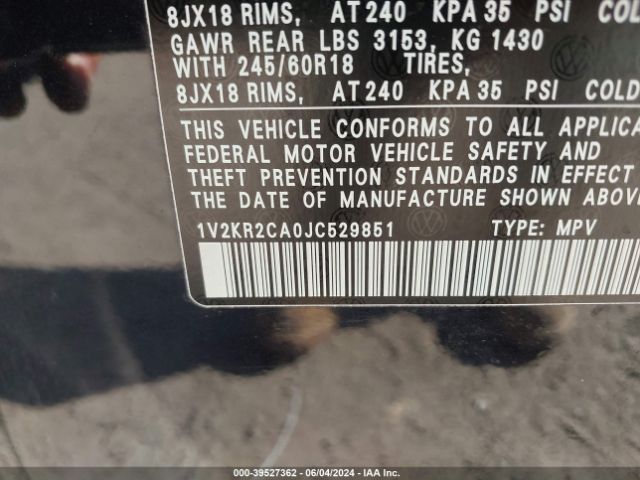 8JX18 RIMS, AT 240 KPA 35 PSI COLD
GAWR REAR LBS 3153, KG 1430
WITH 245/60R18 TIRES,
8JX18 RIMS, AT 240 KPA 35 PSI COLD
THIS VEHICLE CONFORMS TO ALL APPLICA
FEDERAL MOTOR VEHICLE SAFETY AND
THEFT PREVENTION STANDARDS IN EFFECT
THE DATE OF MANUFACTURE SHOWN ABOVE
1V2KR2CA0JC529851 TYPE: MPV
000-39527362 - 06/04/2024 - IAA Inc.